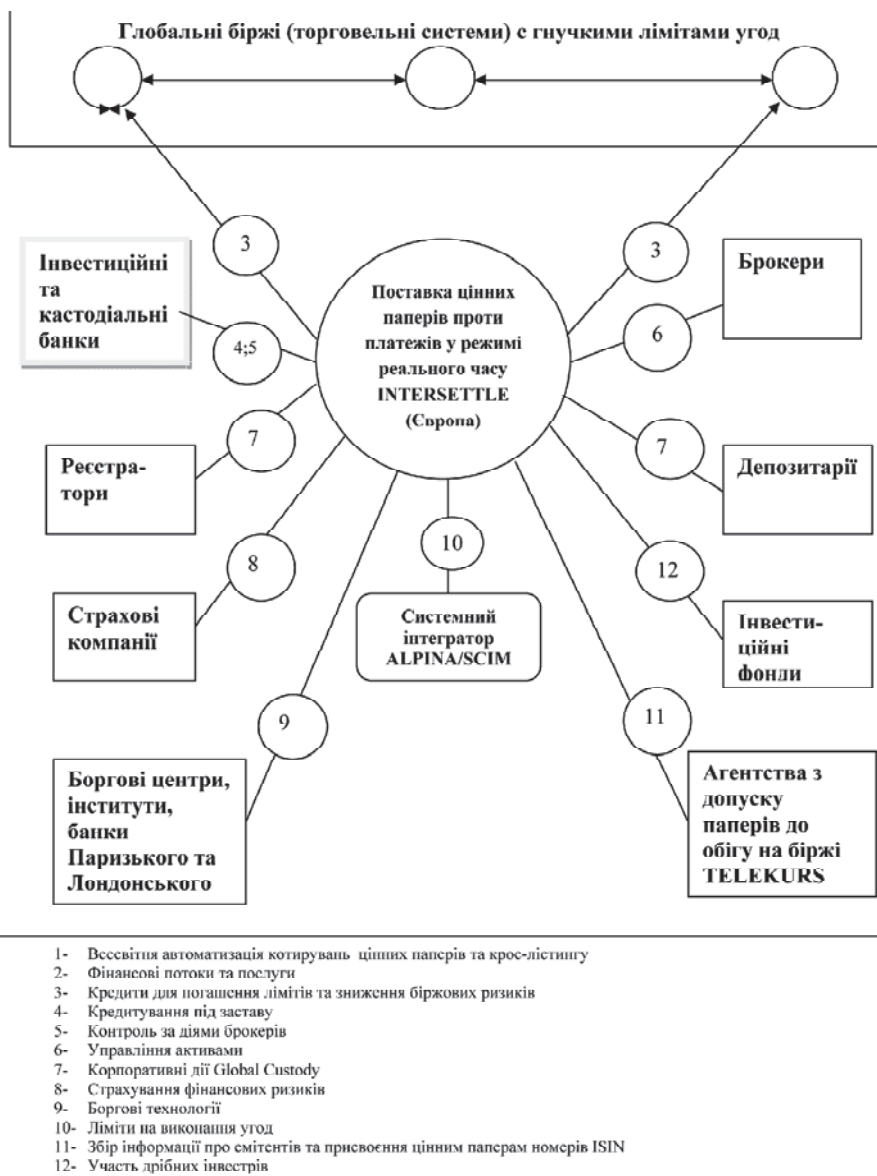 Глобальні біржі (торговельні системи) с гнучкими лімітами угод
3
3
Інвестиційні
та
кастодіальні
банки
Брокери
Поставка цінних
паперів проти
платежів у режимі
реального часу
INTERSETTLE
(Європа)
4;5
6
7
7
Реєстра-
тори
Депозитарії
10
8
12
Страхові
компанії
Системний
інтегратор
ALPINA/SCIM
Інвести-
ційні
фонди
9
11
Боргові центри,
інститути,
банки
Паризького та
Лондонського
Агентства з
допуску
паперів до
обігу на біржі
TELEKURS
1- Всесвітня автоматизація котирувань цінних паперів та крос-лістингу
2- Фінансові потоки та послуги
3- Кредити для погашення лімітів та зниження біржових ризиків
4- Кредитування під заставу
5- Контроль за діями брокерів
6- Управління активами
7- Корпоративні дії Global Custody
8- Страхування фінансових ризиків
9- Боргові технології
10- Ліміти на виконання угод
11- Збір інформації про емітентів та присвоєння цінним паперам номерів ISIN
12- Участь дрібних інвестрів